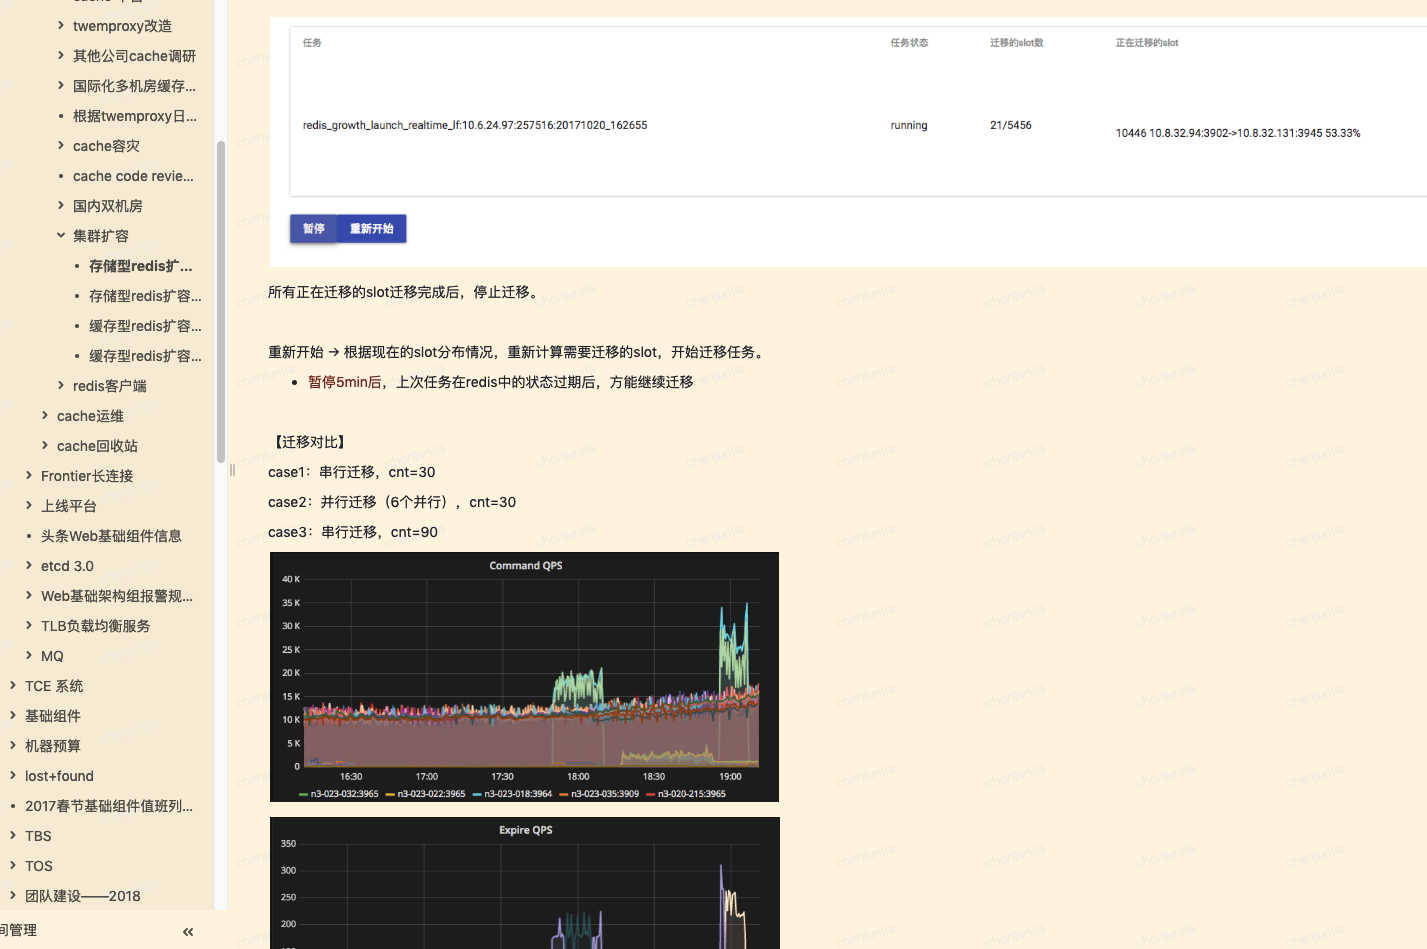 twemproxy改造
其他公司cache调研
国际化多机房缓存...
根据twemproxy日...
cache容灾
cache code revie...
国内双机房
集群扩容
存储型redis扩...
存储型redis扩容...
缓存型redis扩容...
缓存型redis扩容...
redis客户端
cache运维
cache回收站
Frontier长连接
上线平台
头条Web基础组件信息
etcd 3.0
Web基础架构组报警规...
TLB负载均衡服务
MQ
TCE 系统
基础组件
机器预算
lost+found
2017春节基础组件值班列...
TBS
TOS
团队建设——2018
间管理
«
任务 任务状态 迁移的slot数 正在迁移的slot
redis_growth_launch_realtime_lf:10.6.24.97:257516:20171020_162655 running 21/5456 10446 10.8.32.94:3902->10.8.32.131:3945 53.33%
暂停 重新开始
所有正在迁移的slot迁移完成后，停止迁移。
重新开始 → 根据现在的slot分布情况，重新计算需要迁移的slot，开始迁移任务。
• 暂停5min后，上次任务在redis中的状态过期后，方能继续迁移
【迁移对比】
case1：串行迁移，cnt=30
case2：并行迁移（6个并行），cnt=30
case3：串行迁移，cnt=90
Command QPS
40 K
35 K
30 K
25 K
20 K
15 K
10 K
5 K
0
16:30 17:00 17:30 18:00 18:30 19:00
n3-023-032:3965 n3-023-022:3965 n3-023-018:3964 n3-023-035:3909 n3-020-215:3965
Expire QPS
350
300
250
200
chenjunjia